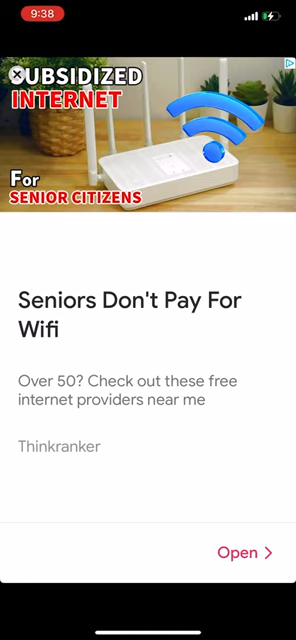 9:38
SUBSIDIZED
INTERNET
For
SENIOR CITIZENS
Seniors Don't Pay For
Wifi
Over 50? Check out these free
internet providers near me
Thinkranker
Open